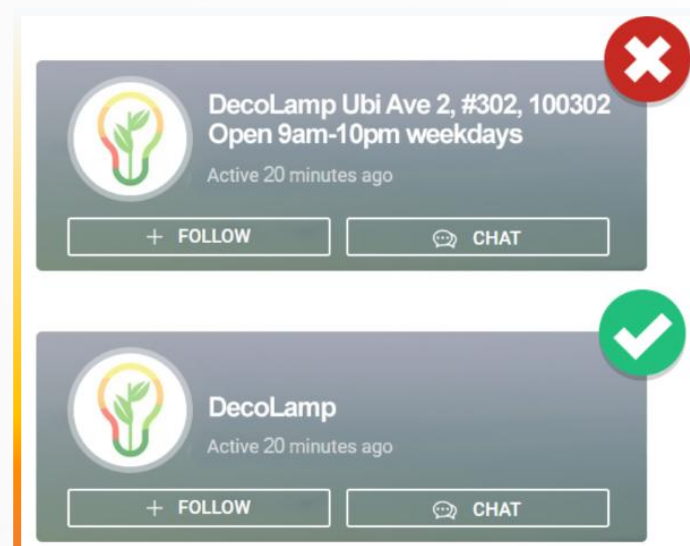 DecoLamp Ubi Ave 2, #302, 100302
Open 9am-10pm weekdays
Active 20 minutes ago
+ FOLLOW
CHAT
DecoLamp
Active 20 minutes ago
+ FOLLOW
CHAT